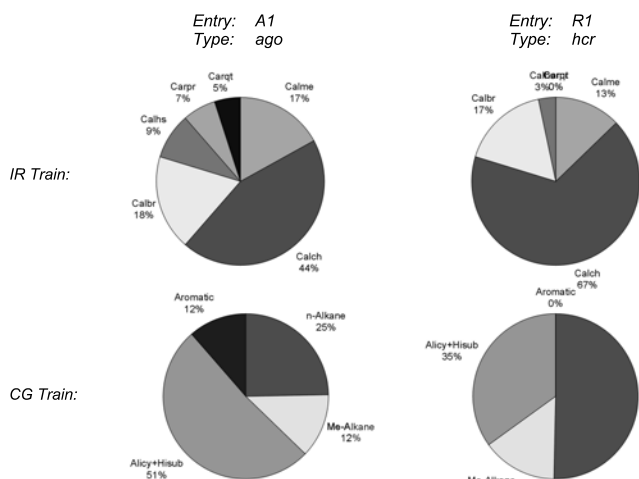 Entry: A1
Type: ago
Entry: R1
Type: hcr
IR Train:
Carqt
5%
Calme
17%
Carpr
7%
Calhs
9%
Calbr
18%
Calch
44%
3%
0%
Calme
13%
Calbr
17%
Calch
67%
CG Train:
Aromatic
12%
n-Alkane
25%
Me-Alkane
12%
Alicy+Hisub
51%
Aromatic
0%
Alicy+Hisub
35%